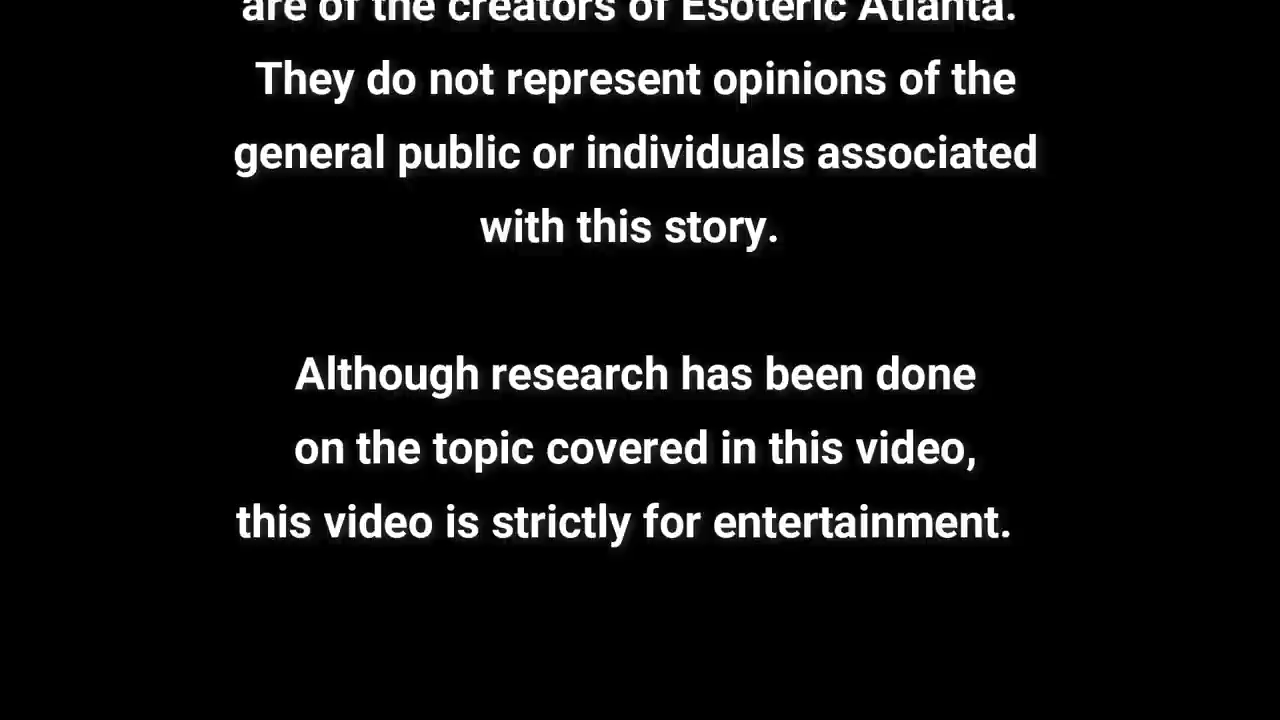 are of the creators of Esoteric Atlanta.
They do not represent opinions of the
general public or individuals associated
with this story.
Although research has been done
on the topic covered in this video,
this video is strictly for entertainment.